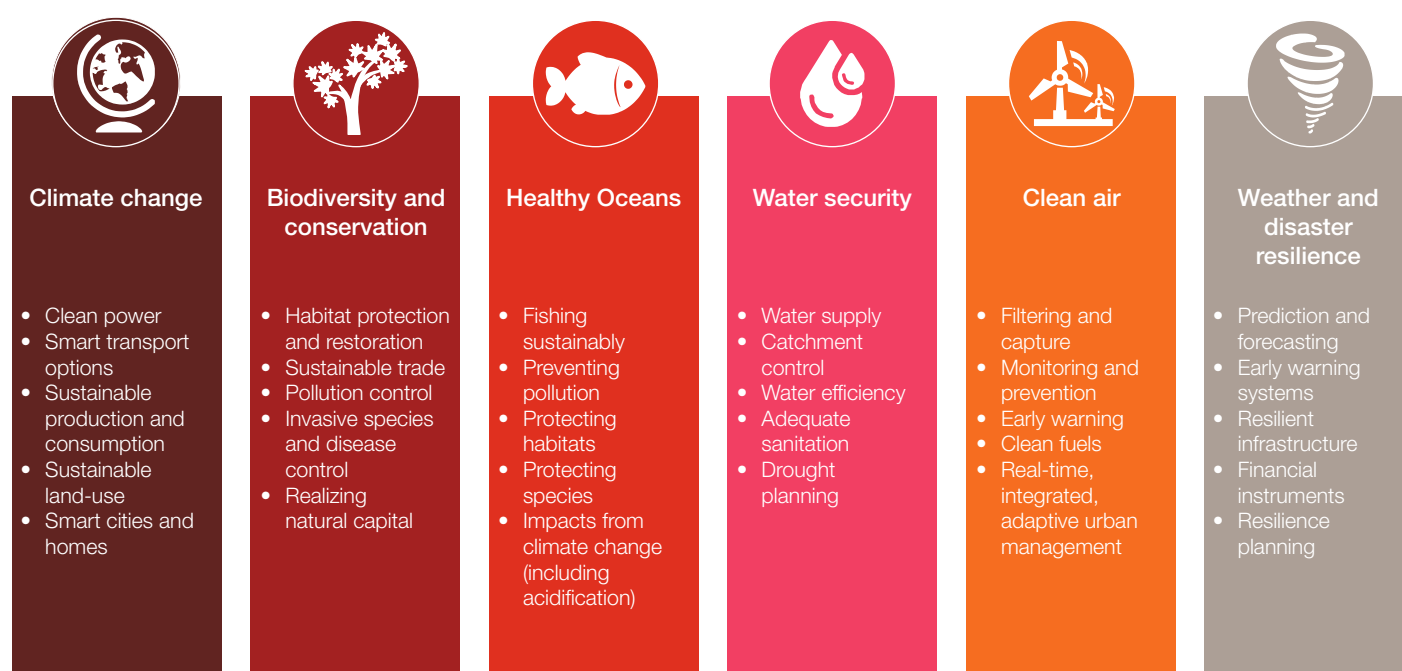 Climate change
• Clean power
• Smart transport
options
• Sustainable
production and
consumption
• Sustainable
land-use
• Smart cities and
homes
Biodiversity and
conservation
• Habitat protection
and restoration
• Sustainable trade
• Pollution control
• Invasive species
and disease
control
• Realizing
natural capital
Healthy Oceans
• Fishing
sustainably
• Preventing
pollution
• Protecting
habitats
• Protecting
species
• Impacts from
climate change
(including
acidification)
Water security
• Water supply
• Catchment
control
• Water efficiency
• Adequate
sanitation
• Drought
planning
Clean air
• Filtering and
capture
• Monitoring and
prevention
• Early warning
• Clean fuels
• Real-time,
integrated,
adaptive urban
management
Weather and
disaster
resilience
• Prediction and
forecasting
• Early warning
systems
• Resilient
infrastructure
• Financial
instruments
• Resilience
planning